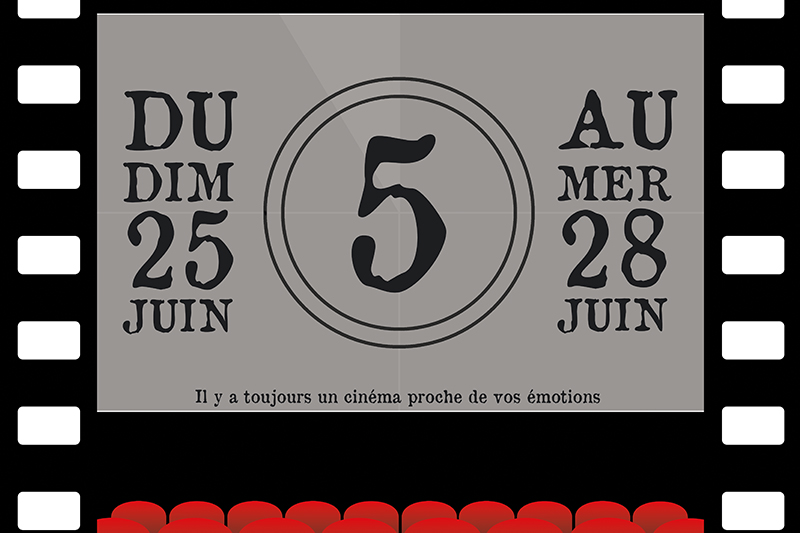 DU
DIM
25
JUIN
5
AU
MER
28
JUIN
Il y a toujours un cinéma proche de vos émotions